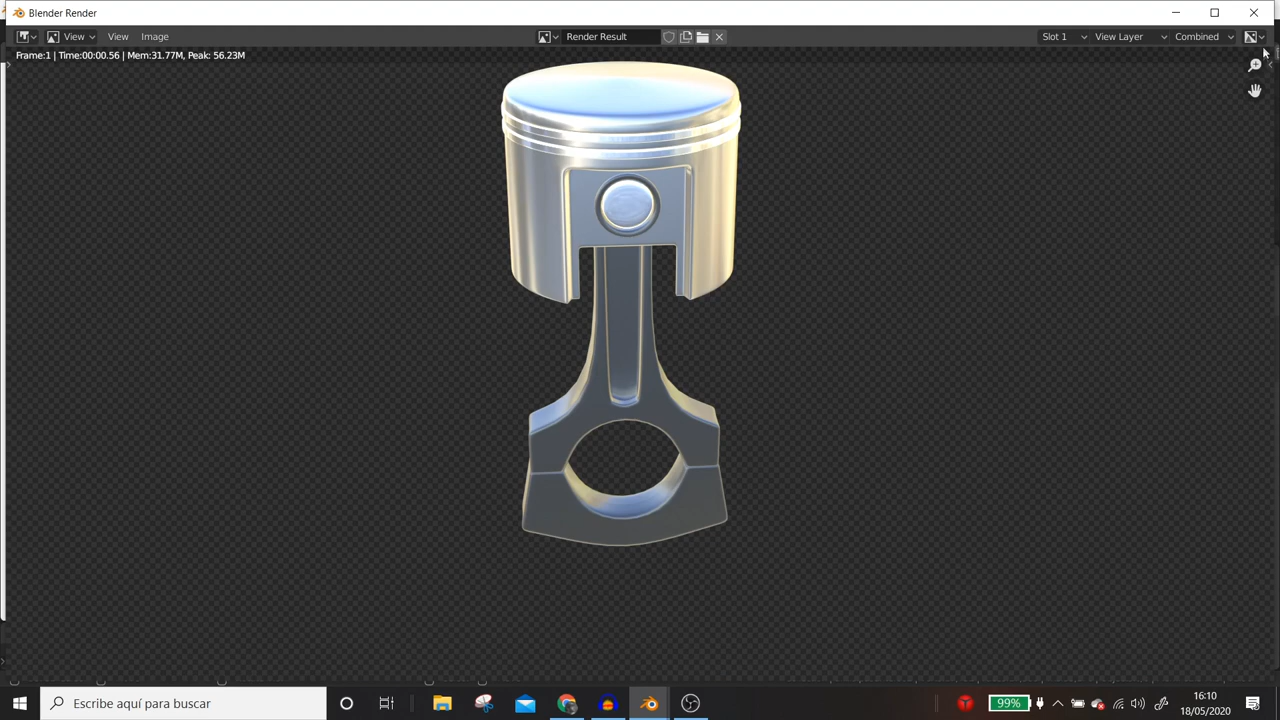 Blender Render
View View Image Render Result Slot 1 View Layer Combined
Frame:1 | Time:00:00.56 | Mem:31.77M, Peak: 56.23M
Escribe aquí para buscar
99%
16:10
18/05/2020